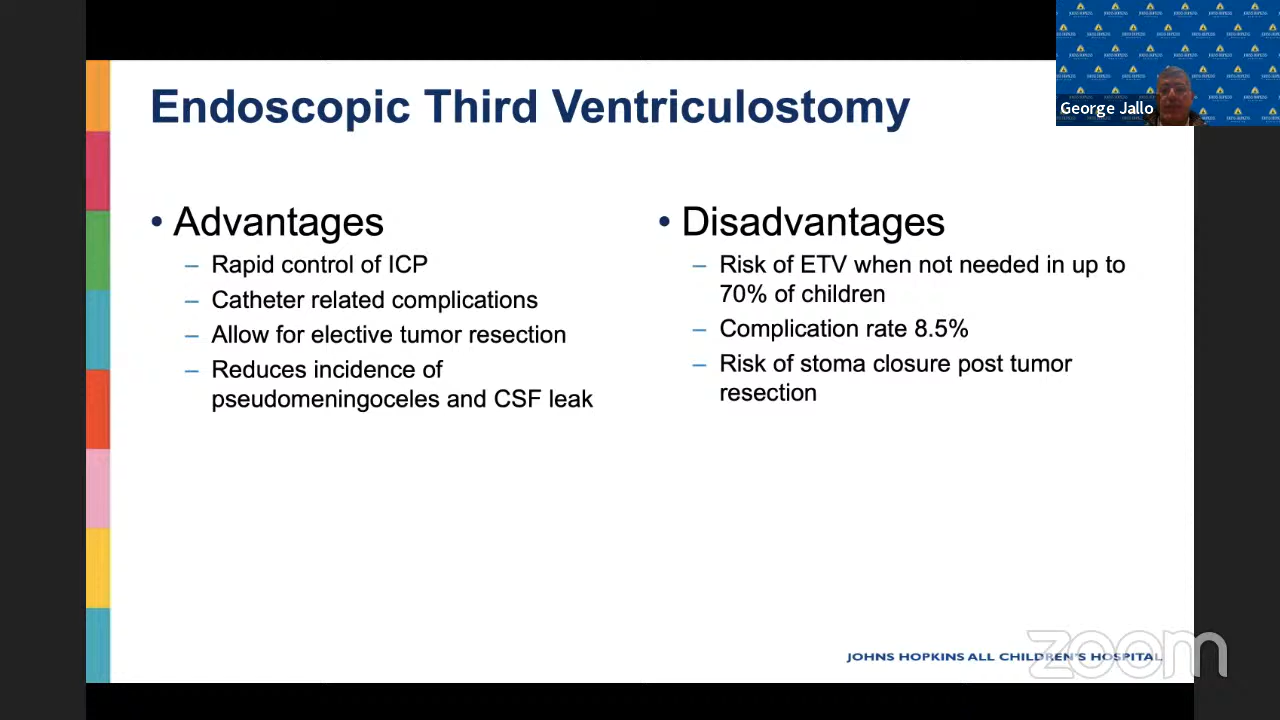 Endoscopic Third Ventriculostomy
George Jallo
• Advantages
– Rapid control of ICP
– Catheter related complications
– Allow for elective tumor resection
– Reduces incidence of
pseudomeningoceles and CSF leak
• Disadvantages
– Risk of ETV when not needed in up to
70% of children
– Complication rate 8.5%
– Risk of stoma closure post tumor
resection
JOHNS HOPKINS ALL CHILDREN'S HOSPITAL
zoom